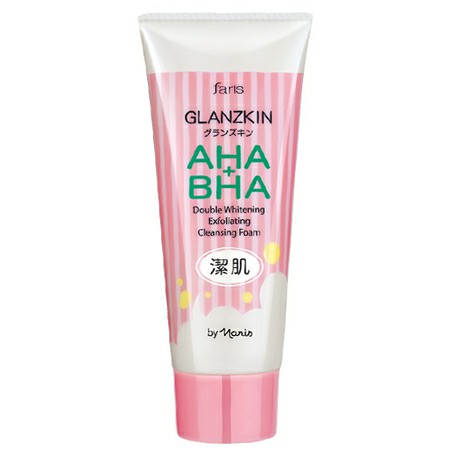 faris
GLANZKIN
グランズキン
AHA
+
BHA
Double Whitening
Exfoliating
Cleansing Foam
潔肌
by Naris